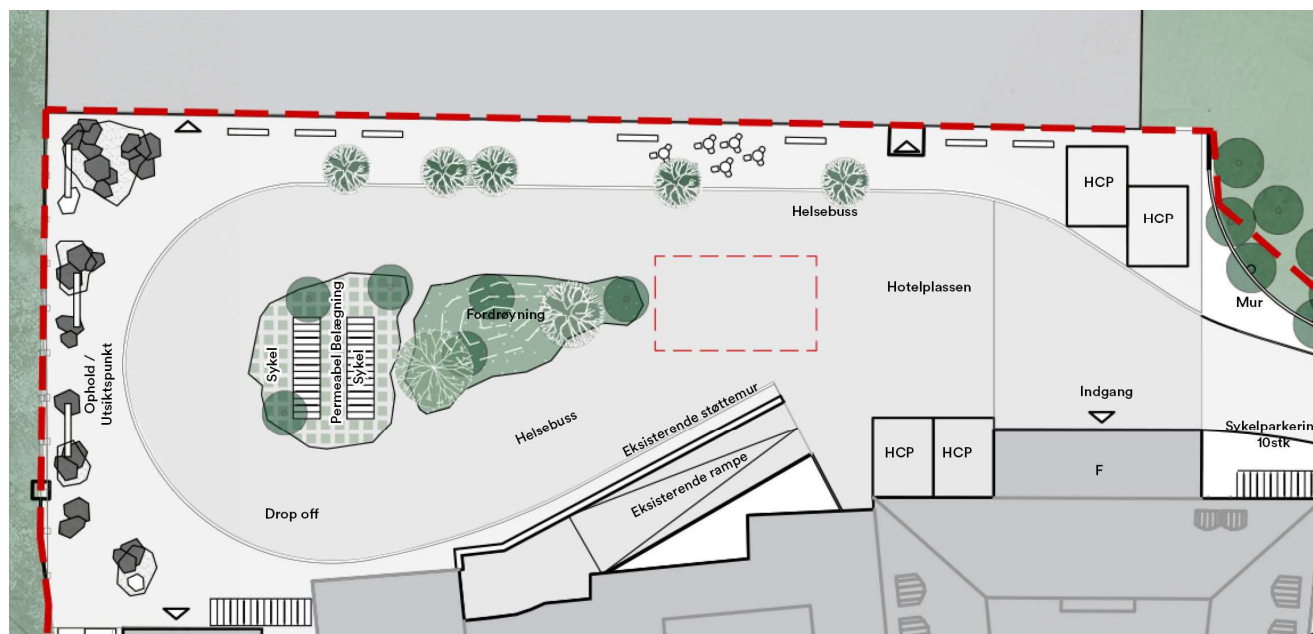 HCP
HCP
Helsebuss
Hotelplassen
Mur
Fordrøyning
Sykel
Permeabel Belægning
Sykel
Ophold /
Utsiktspunkt
Helsebuss
Eksisterende støttemur
Eksisterende rampe
Indgang
Sykelparkerin
10stk
HCP
HCP
F
Drop off